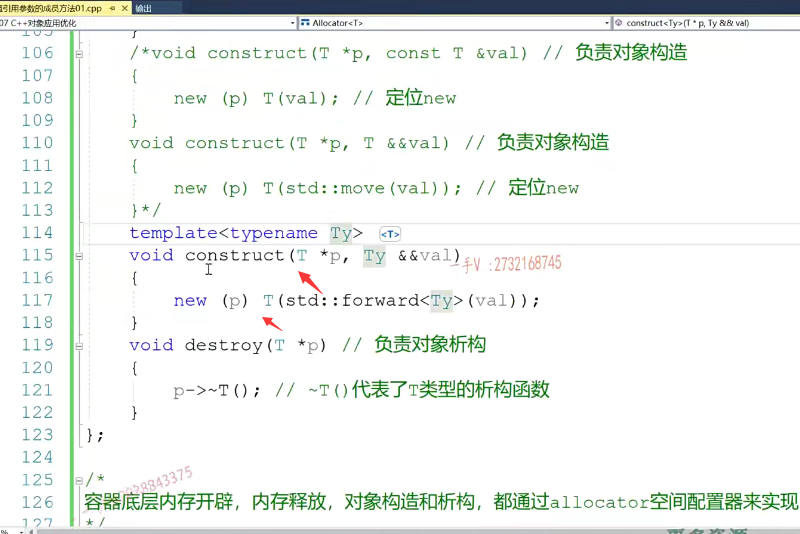 值引用参数的成员方法01.cpp 输出
07 C++对象应用优化 Allocator<T> construct<Ty>(T * p, Ty && val)
105 }
106 /*void construct(T *p, const T &val) // 负责对象构造
107 {
108 new (p) T(val); // 定位new
109 }
110 void construct(T *p, T &&val) // 负责对象构造
111 {
112 new (p) T(std::move(val)); // 定位new
113 }*/
114 template<typename Ty> <T>
115 void construct(T *p, Ty &&val)
一手V :2732168745
116 {
117 new (p) T(std::forward<Ty>(val));
118 }
119 void destroy(T *p) // 负责对象析构
120 {
121 p->~T(); // ~T()代表了T类型的析构函数
122 }
123 };
124
125 /*
126 容器底层内存开辟，内存释放，对象构造和析构，都通过allocator空间配置器来实现
127 */